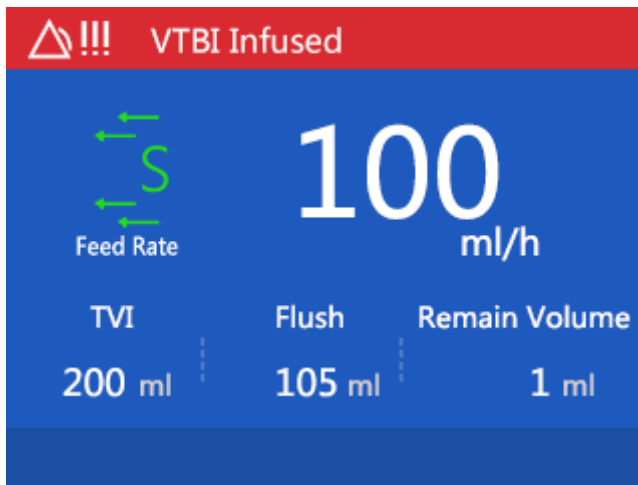 !!! VTBI Infused
S
100
Feed Rate
ml/h
TVI Flush Remain Volume
200 ml 105 ml 1 ml